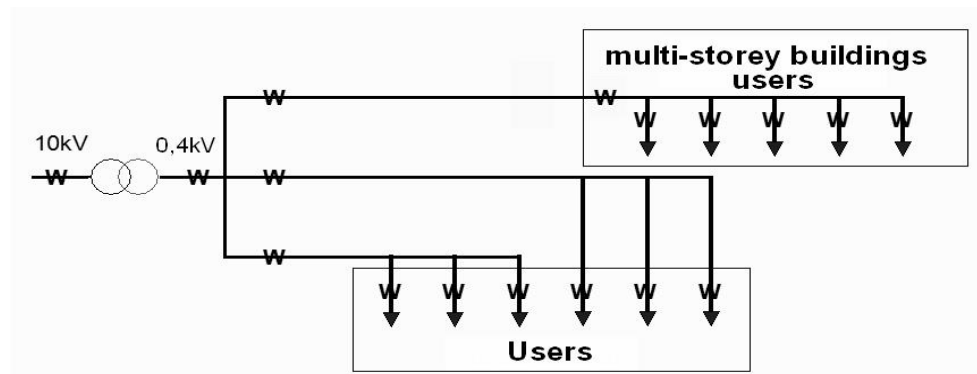 multi-storey buildings
users
W W
W W W W W
10kV 0,4kV
W W W
W
W W W W W W
Users